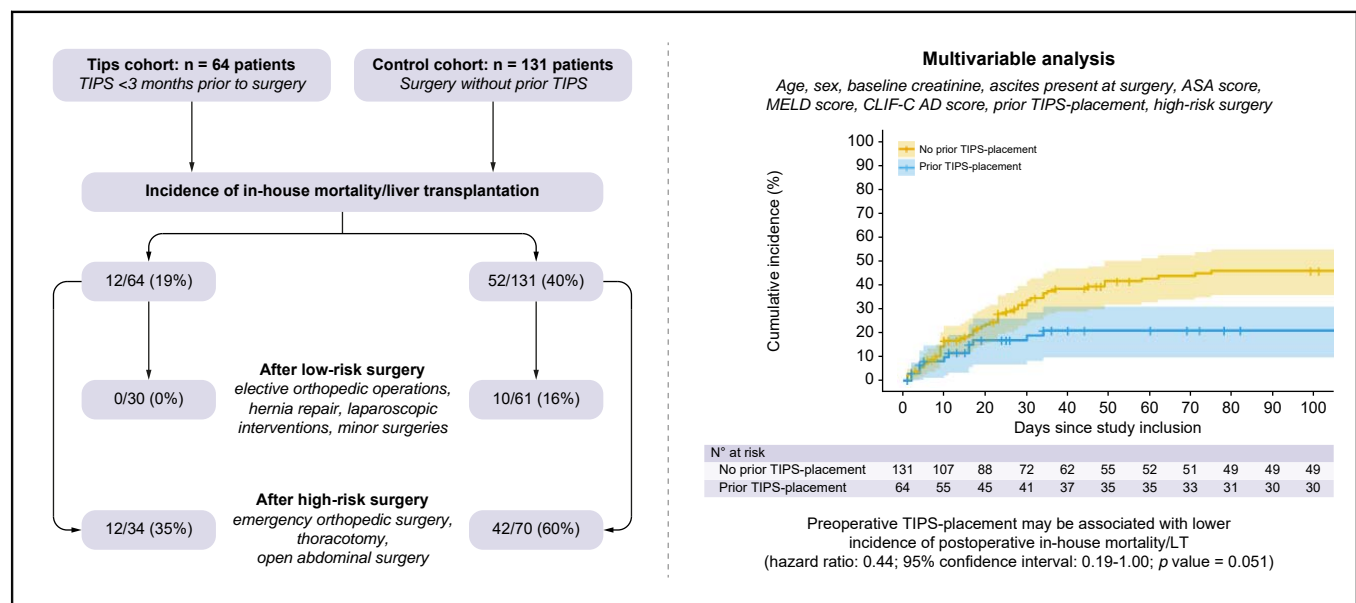 Tips cohort: n = 64 patients
TIPS <3 months prior to surgery
Control cohort: n = 131 patients
Surgery without prior TIPS
Incidence of in-house mortality/liver transplantation
12/64 (19%)
52/131 (40%)
After low-risk surgery
elective orthopedic operations,
hernia repair, laparoscopic
interventions, minor surgeries
0/30 (0%)
10/61 (16%)
After high-risk surgery
emergency orthopedic surgery,
thoracotomy,
open abdominal surgery
12/34 (35%)
42/70 (60%)
Multivariable analysis
Age, sex, baseline creatinine, ascites present at surgery, ASA score,
MELD score, CLIF-C AD score, prior TIPS-placement, high-risk surgery
No prior TIPS-placement
Prior TIPS-placement
Cumulative incidence (%)
100
90
80
70
60
50
40
30
20
10
0
0 10 20 30 40 50 60 70 80 90 100
Days since study inclusion
N° at risk
No prior TIPS-placement 131 107 88 72 62 55 52 51 49 49 49
Prior TIPS-placement 64 55 45 41 37 35 35 33 31 30 30
Preoperative TIPS-placement may be associated with lower
incidence of postoperative in-house mortality/LT
(hazard ratio: 0.44; 95% confidence interval: 0.19-1.00; p value = 0.051)